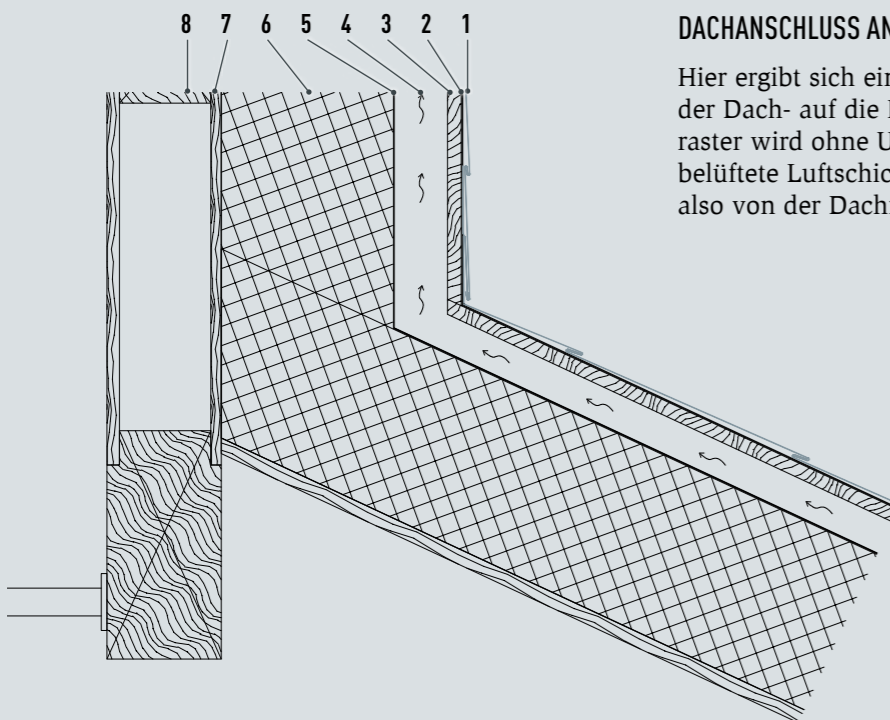 8 7 6 5 4 3 2 1
DACHANSCHLUSS AN
Hier ergibt sich ein
der Dach- auf die
raster wird ohne U
belüftete Luftschic
also von der Dach